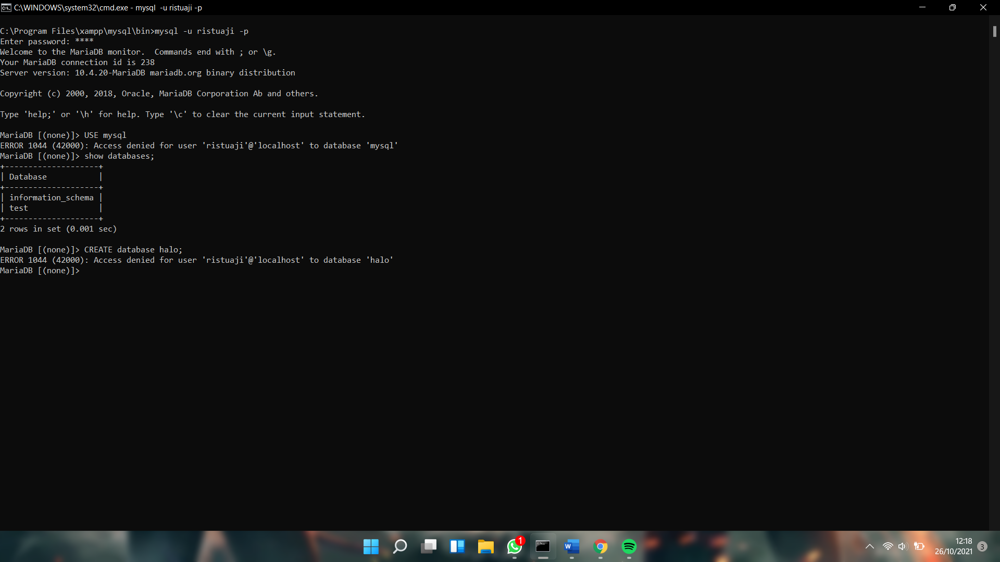 C:\WINDOWS\system32\cmd.exe - mysql  -u ristuaji -p
C:\Program Files\xampp\mysql\bin>mysql -u ristuaji -p
Enter password: ****
Welcome to the MariaDB monitor.  Commands end with ; or \g.
Your MariaDB connection id is 238
Server version: 10.4.20-MariaDB mariadb.org binary distribution
Copyright (c) 2000, 2018, Oracle, MariaDB Corporation Ab and others.
Type 'help;' or '\h' for help. Type '\c' to clear the current input statement.
MariaDB [(none)]> USE mysql
ERROR 1044 (42000): Access denied for user 'ristuaji'@'localhost' to database 'mysql'
MariaDB [(none)]> show databases;
+--------------------+
| Database           |
+--------------------+
| information_schema |
| test               |
+--------------------+
2 rows in set (0.001 sec)
MariaDB [(none)]> CREATE database halo;
ERROR 1044 (42000): Access denied for user 'ristuaji'@'localhost' to database 'halo'
MariaDB [(none)]>
1
W
12:18
26/10/2021
3